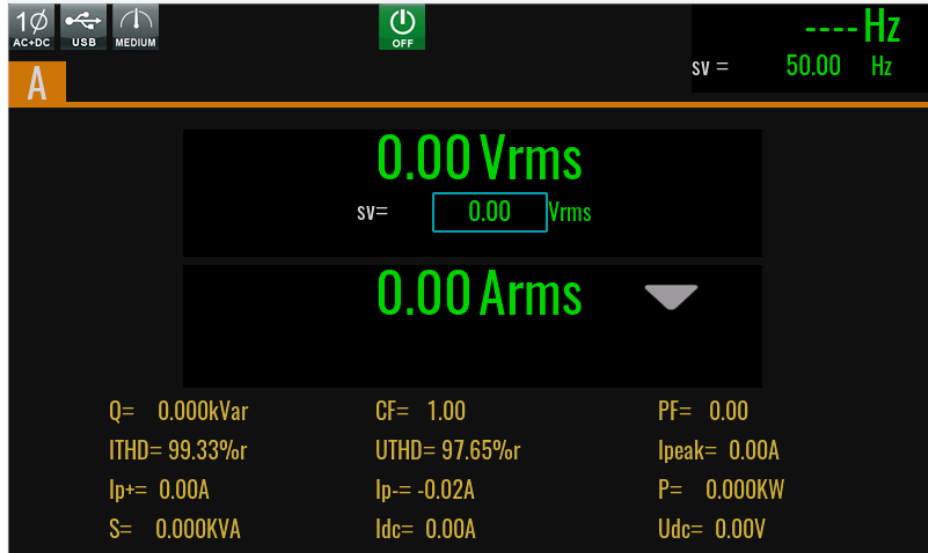 1Ø
AC+DC
USB
MEDIUM
OFF
---- Hz
sv = 50.00 Hz
A
0.00 Vrms
sv= 0.00 Vrms
0.00 Arms
Q= 0.000kVar CF= 1.00 PF= 0.00
ITHD= 99.33%r UTHD= 97.65%r Ipeak= 0.00A
Ip+= 0.00A Ip-= -0.02A P= 0.000KW
S= 0.000KVA Idc= 0.00A Udc= 0.00V